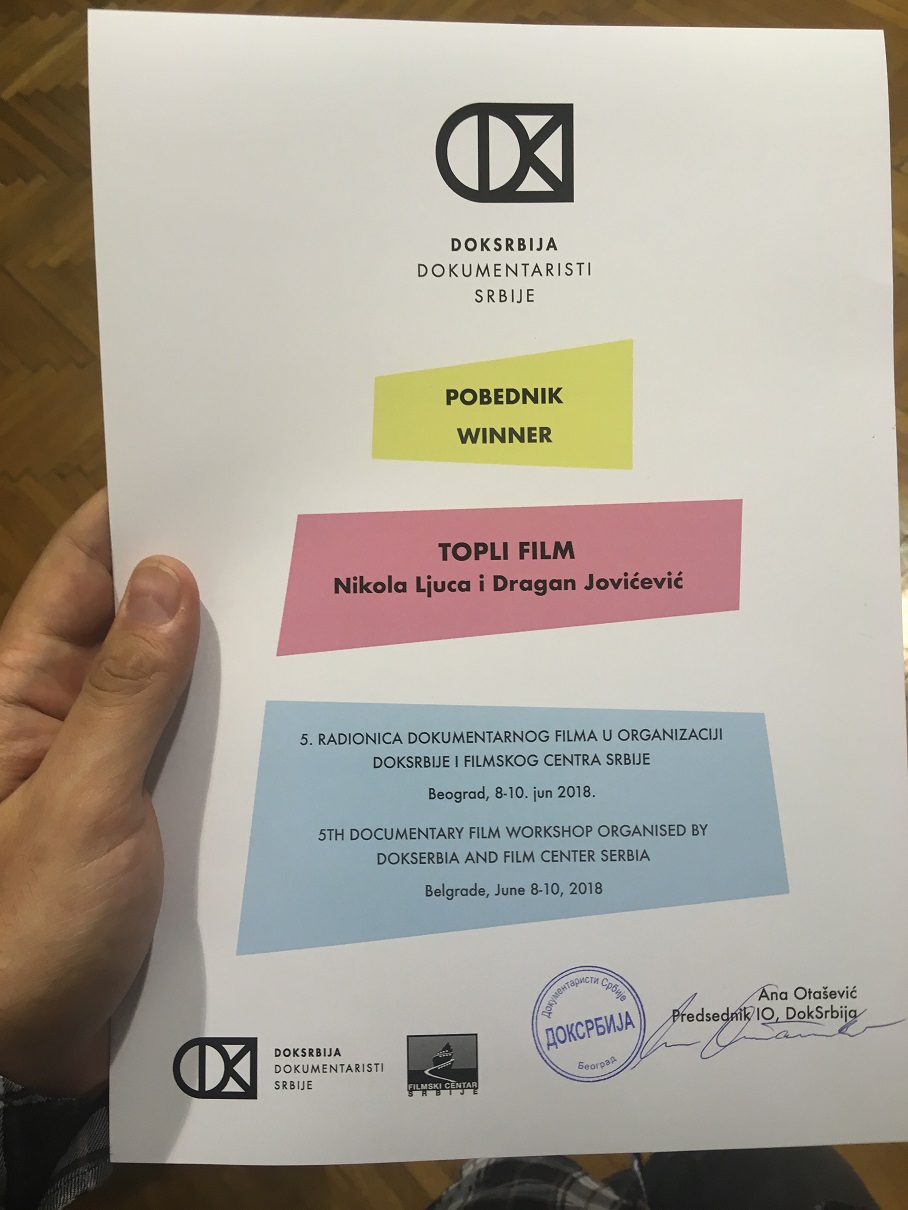 DOKSRBIJA
DOKUMENTARISTI
SRBIJE
POBEDNIK
WINNER
TOPLI FILM
Nikola Ljuca i Dragan Jovićević
5. RADIONICA DOKUMENTARNOG FILMA U ORGANIZACIJI
DOKSRBIJE I FILMSKOG CENTRA SRBIJE
Beograd, 8-10. jun 2018.
5TH DOCUMENTARY FILM WORKSHOP ORGANISED BY
DOKSERBIA AND FILM CENTER SERBIA
Belgrade, June 8-10, 2018
Ana Otašević
Predsednik IO, DokSrbija
Документаристи Србије
ДОКСРБИЈА
Београд
DOKSRBIJA
DOKUMENTARISTI
SRBIJE
FILMSKI CENTAR
SRBIJE